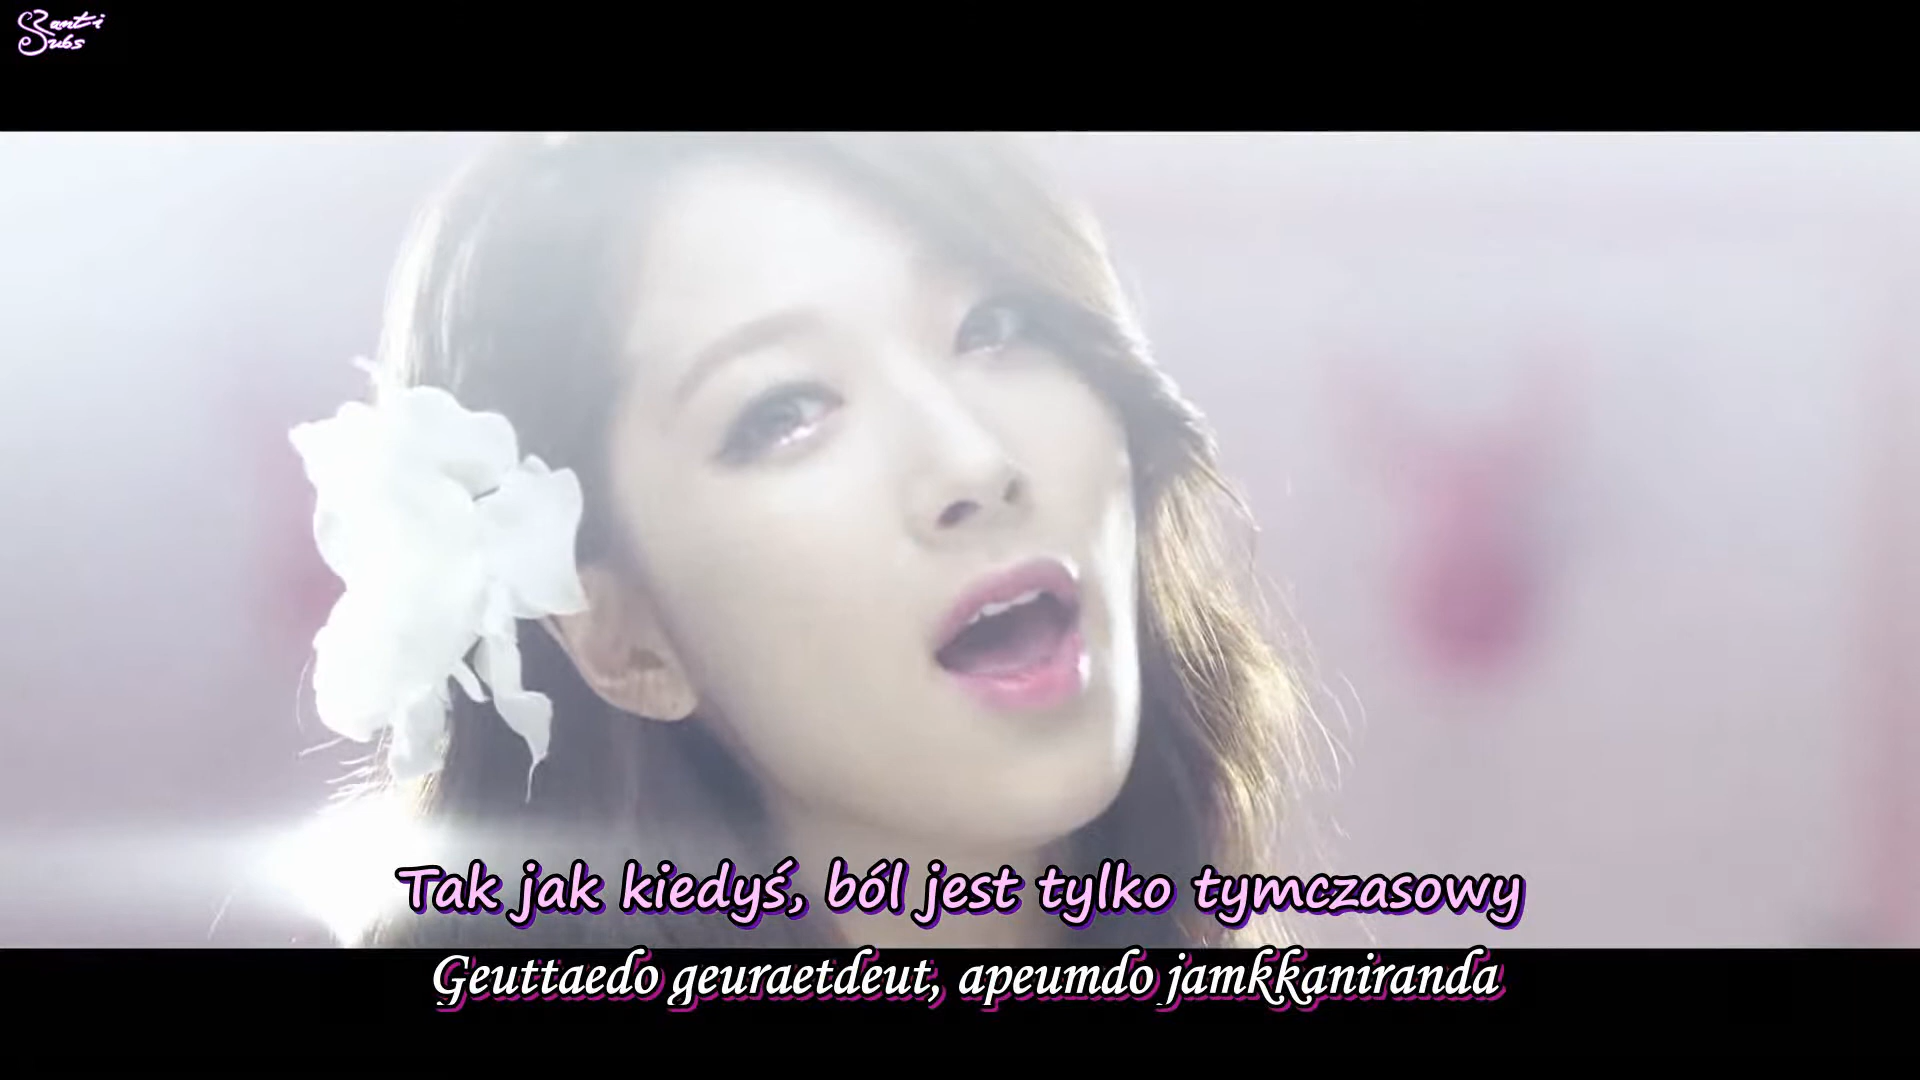 Santi
Subs
Tak jak kiedyś, ból jest tylko tymczasowy
Geuttaedo geuraetdeut, apeumdo jamkkaniranda